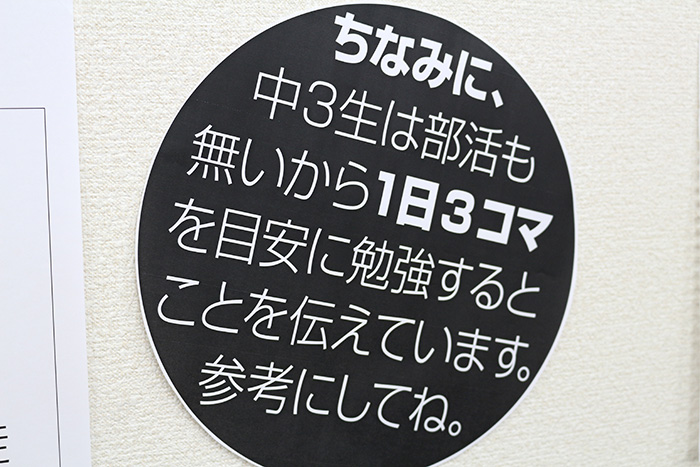 ちなみに、
中3生は部活も
無いから1日3コマ
を目安に勉強すると
ことを伝えています。
参考にしてね。